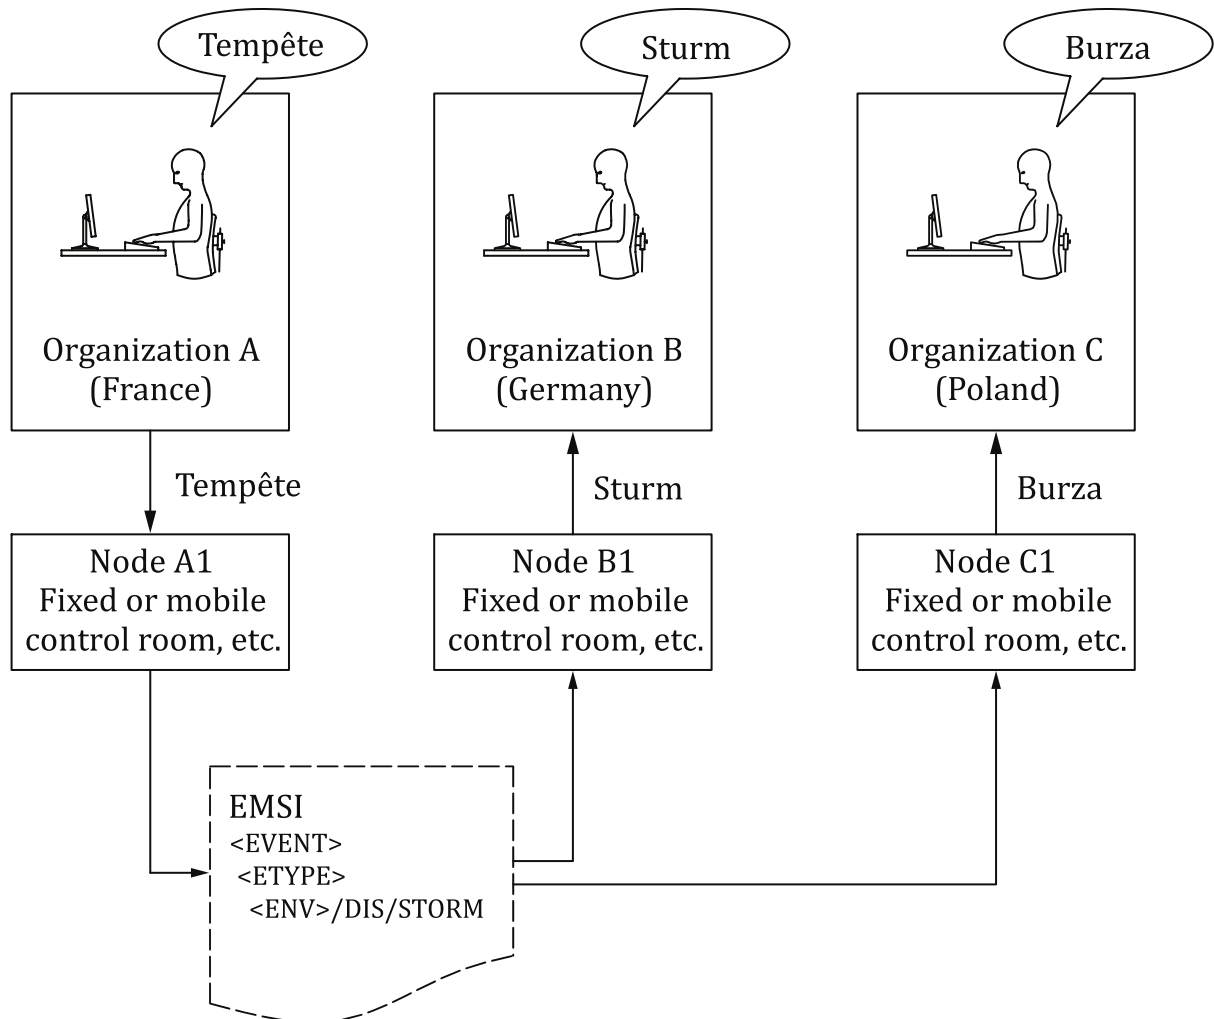 Tempête
Sturm
Burza
Organization A
(France)
Organization B
(Germany)
Organization C
(Poland)
Tempête
Sturm
Burza
Node A1
Fixed or mobile
control room, etc.
Node B1
Fixed or mobile
control room, etc.
Node C1
Fixed or mobile
control room, etc.
EMSI
<EVENT>
<ETYPE>
<ENV>/DIS/STORM